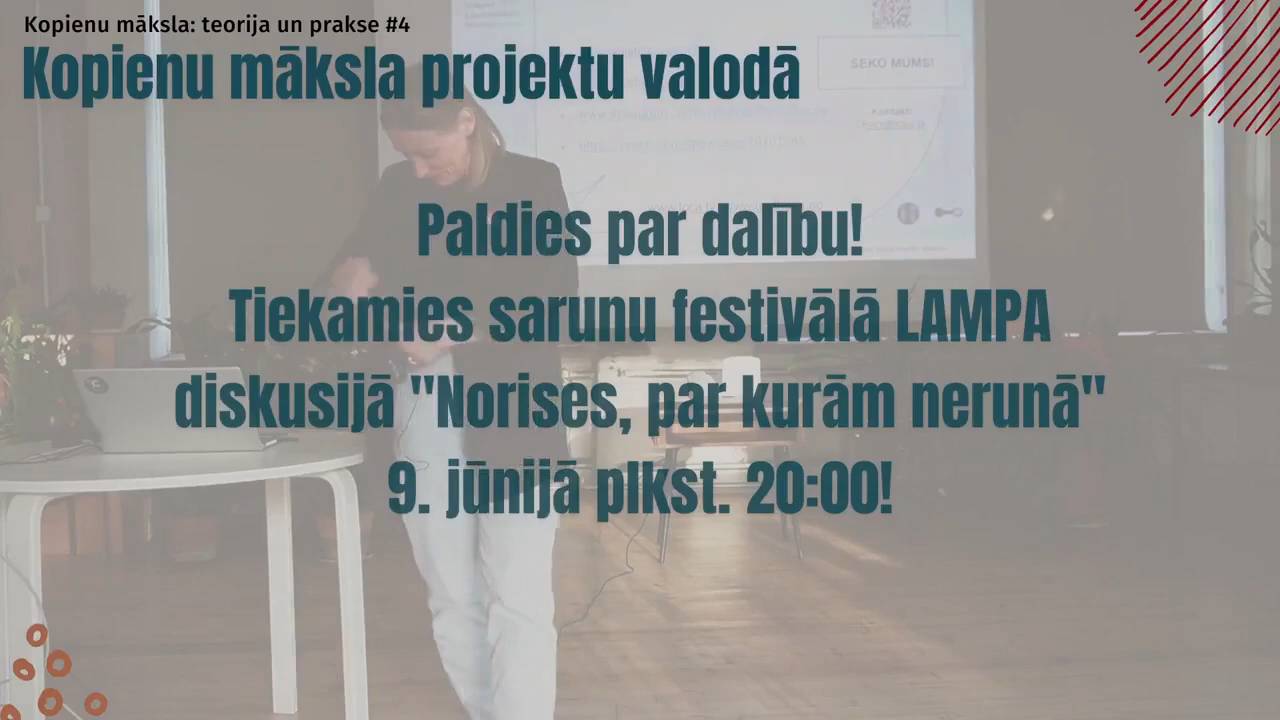 Kopienu māksla: teorija un prakse #4
Kopienu māksla projektu valodā
SEKO MUMS!
Paldies par dalību!
Tiekamies sarunu festivālā LAMPA
diskusijā "Norises, par kurām nerunā"
9. jūnijā plkst. 20:00!